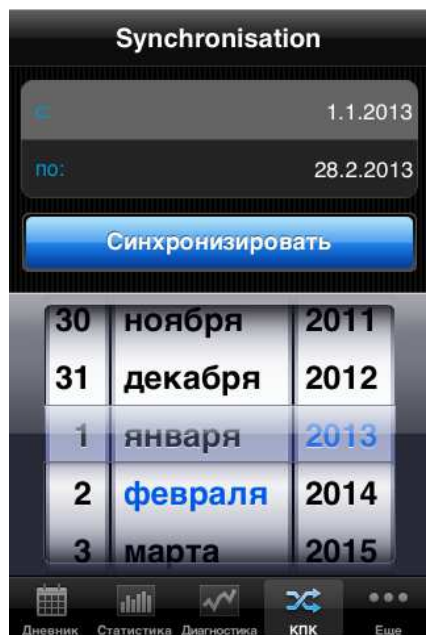 Synchronisation
с: 1.1.2013
по: 28.2.2013
Синхронизировать
30 ноября 2011
31 декабря 2012
1 января 2013
2 февраля 2014
3 марта 2015
Дневник Статистика Диагностика КПК Еще